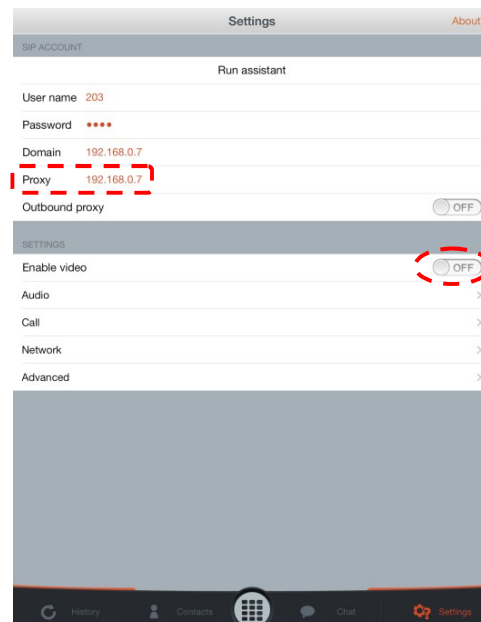 Settings About
SIP ACCOUNT
Run assistant
User name 203
Password ••••
Domain 192.168.0.7
Proxy 192.168.0.7
Outbound proxy OFF
SETTINGS
Enable video OFF
Audio
Call
Network
Advanced
History Contacts Chat Settings